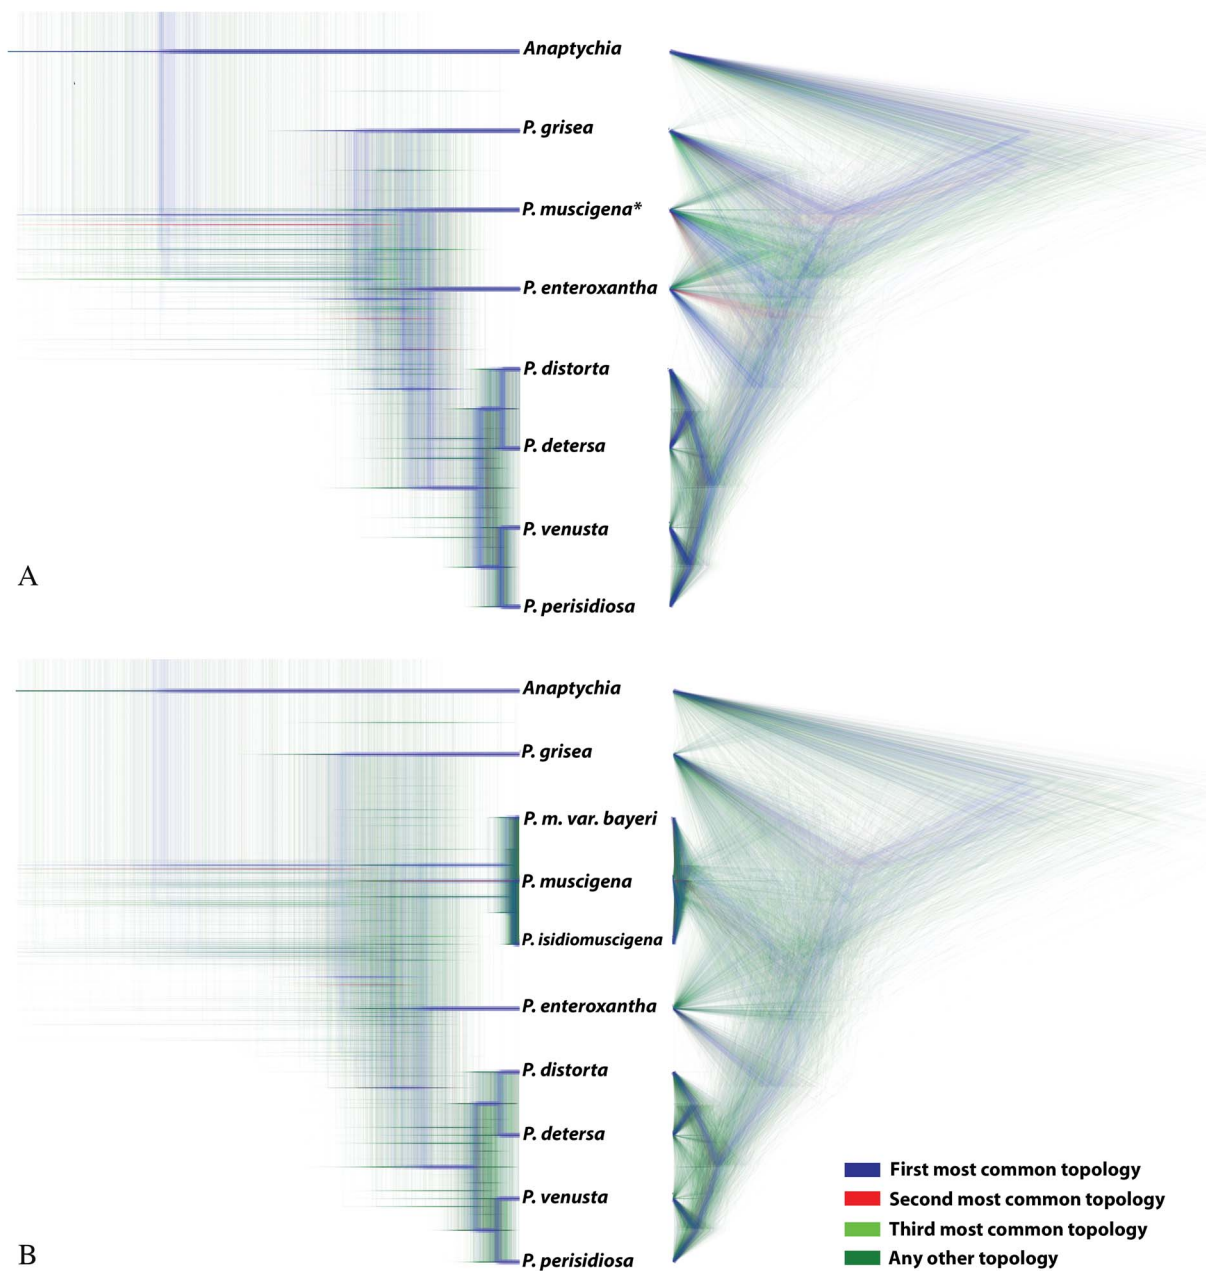 Anaptychia
P. grisea
P. muscigena*
P. enteroxantha
P. distorta
P. detersa
P. venusta
A
P. perisidiosa
Anaptychia
P. grisea
P. m. var. bayeri
P. muscigena
P. isidiomuscigena
P. enteroxantha
P. distorta
P. detersa
First most common topology
P. venusta
Second most common topology
Third most common topology
B
P. perisidiosa
Any other topology